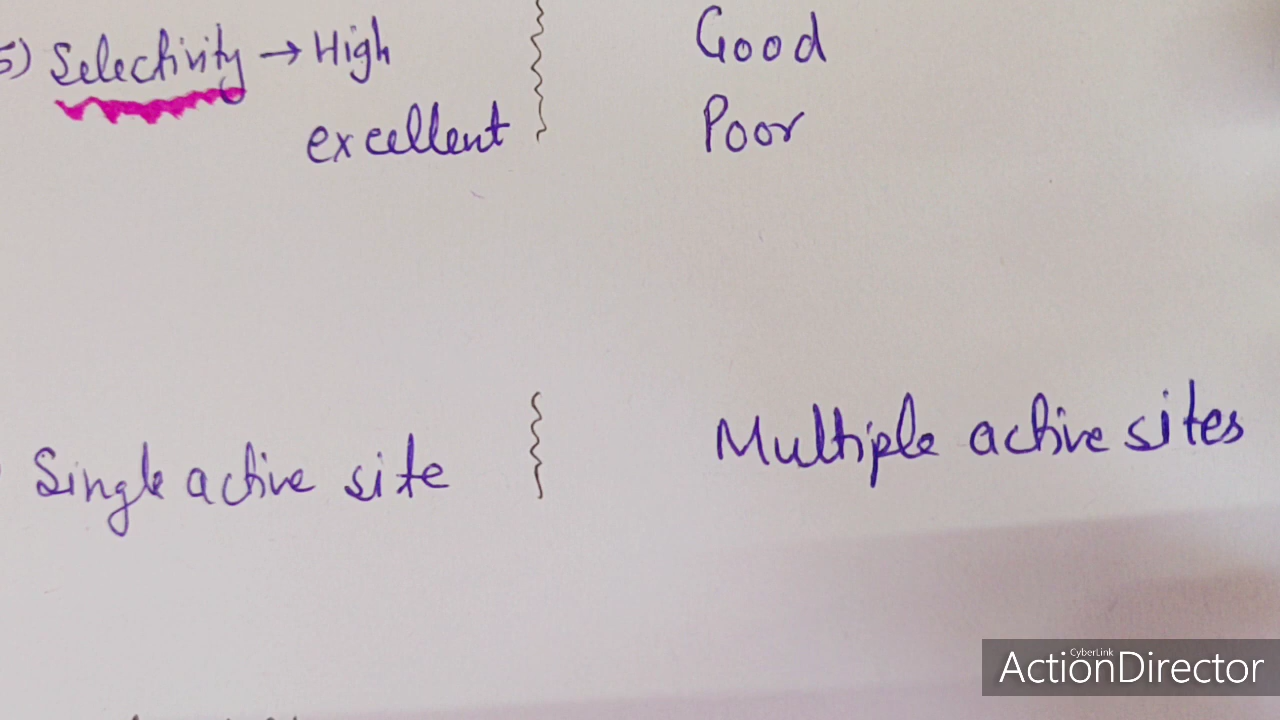 5) Selectivity → High Good
excellent Poor
Single active site Multiple active sites
CyberLink
ActionDirector